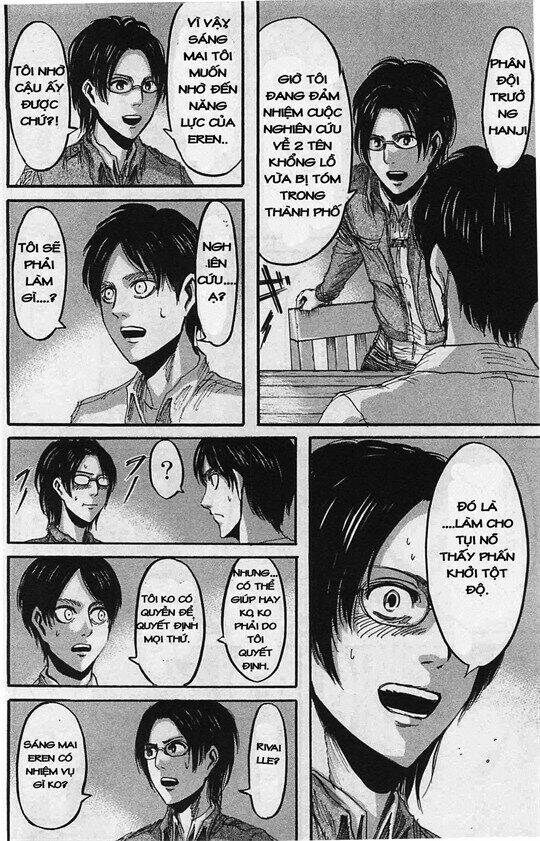 PHÂN
ĐỘI
TRƯỞ
NG
HANJI
GIỜ TÔI
ĐANG ĐẢM
NHIỆM CUỘC
NGHIÊN CỨU
VỀ 2 TÊN
KHỔNG LỒ
VỪA BỊ TÓM
TRONG
THÀNH PHỐ
VÌ VẬY
SÁNG
MAI TÔI
MUỐN
NHỜ ĐẾN
NĂNG
LỰC CỦA
EREN..
TÔI NHỜ
CẬU ẤY
ĐƯỢC
CHỨ?!
NGH
IÊN
CỨU...
...Ạ?
TÔI SẼ
PHẢI
LÀM
GÌ....?
ĐÓ LÀ
....LÀM CHO
TỤI NÓ
THẤY PHẤN
KHỞI TỘT
ĐỘ.
?
NHƯNG...
CÓ THỂ
GIÚP HAY
KO, KO
PHẢI DO
TÔI
QUYẾT
ĐỊNH.
TÔI KO CÓ
QUYỀN ĐỂ
QUYẾT ĐỊNH
MỌI THỨ.
RIVAI
LLE?
SÁNG MAI
EREN CÓ
NHIỆM VỤ
GÌ KO?